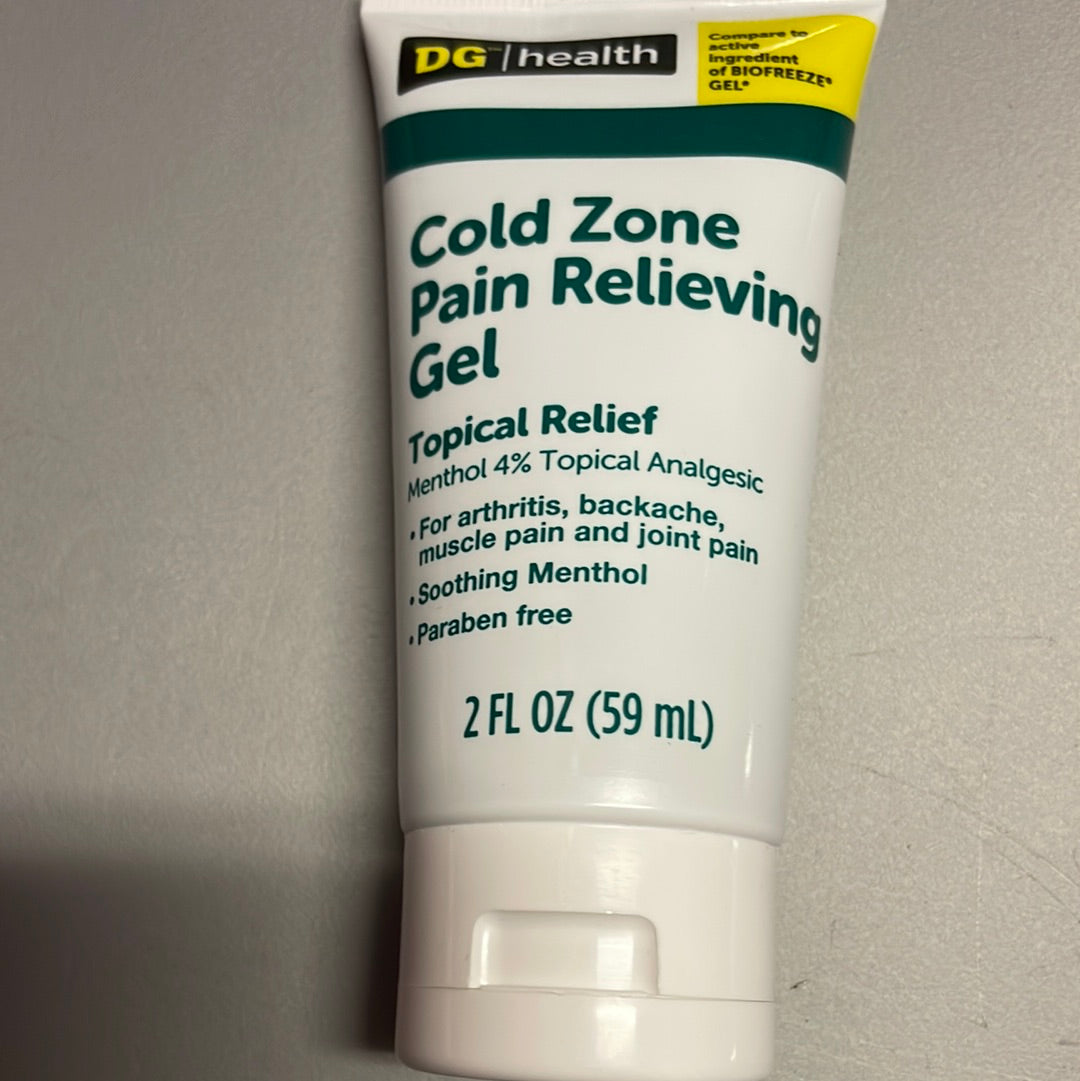 DG™|health
Compare to
active
ingredient
of BIOFREEZE®
GEL*
Cold Zone
Pain Relieving
Gel
Topical Relief
Menthol 4% Topical Analgesic
• For arthritis, backache,
muscle pain and joint pain
• Soothing Menthol
• Paraben free
2 FL OZ (59 mL)